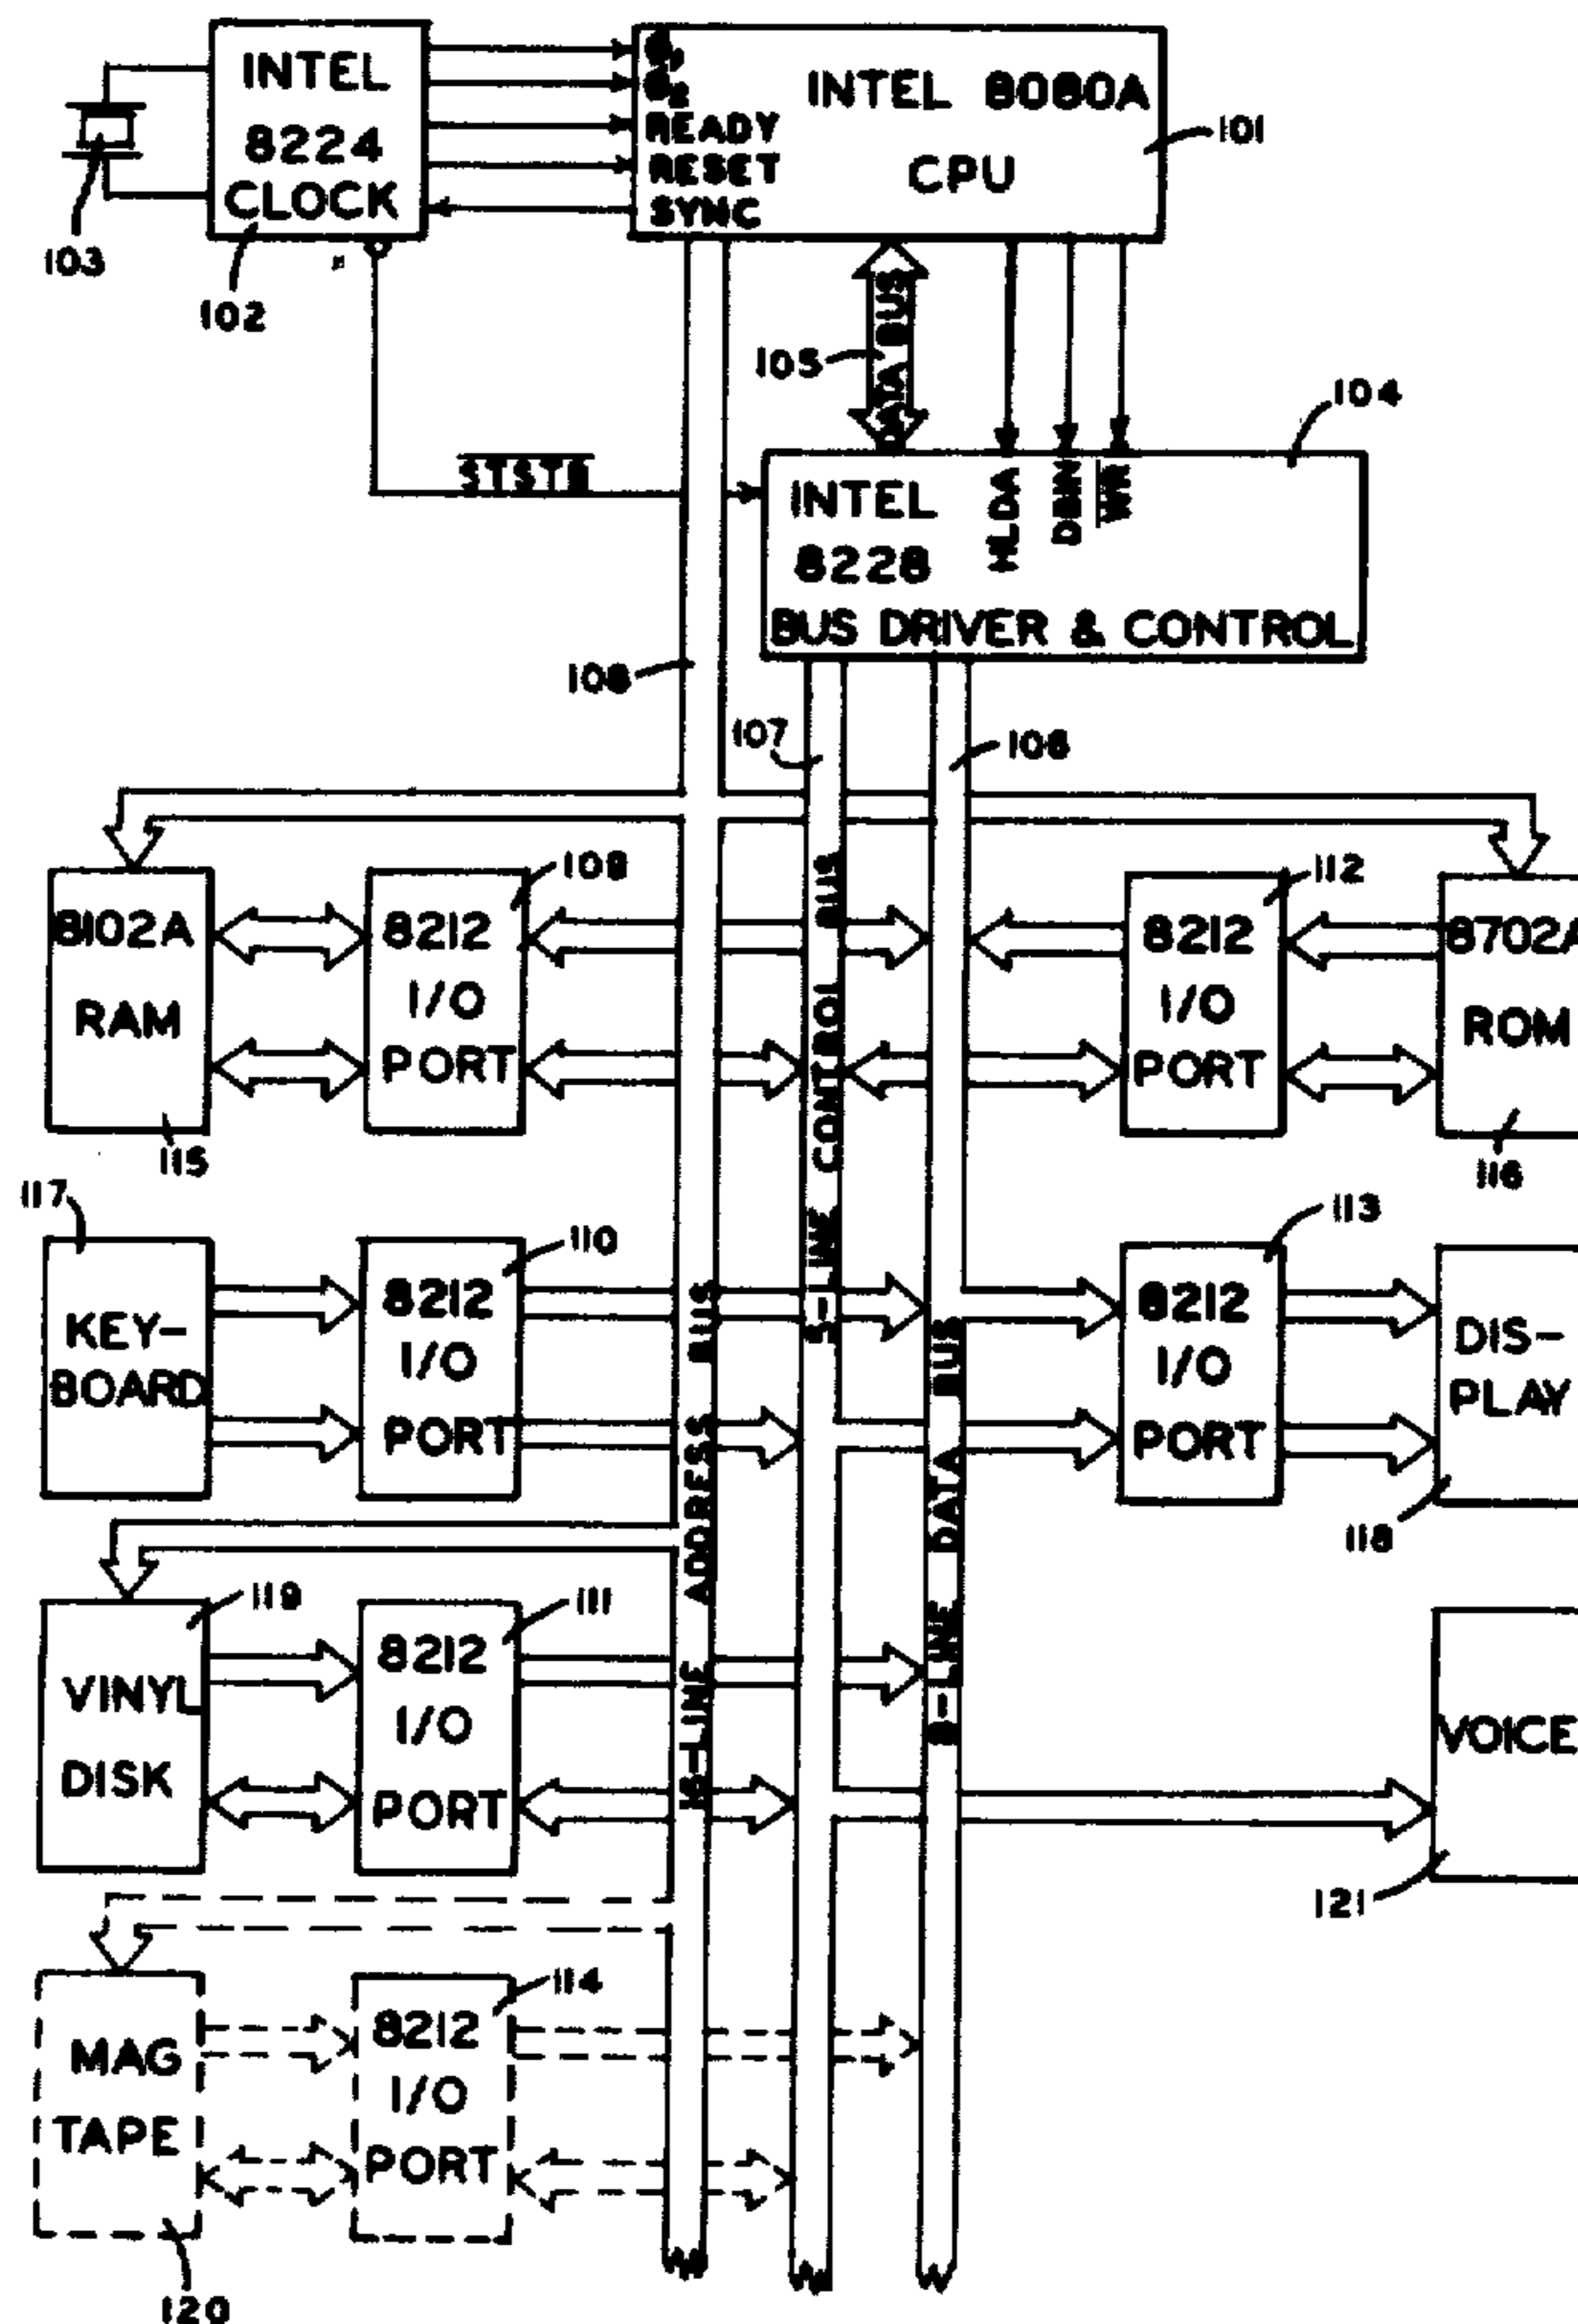 INTEL
8224
CLOCK
Φ1
Φ2
READY
RESET
SYNC
INTEL 8080A
CPU
101
103
102
DATA BUS
105
104
STSTB
INTEL
8228
HLDA
DBIN
WR
BUS DRIVER & CONTROL
108
107
106
8102A
RAM
115
109
8212
I/O
PORT
112
8212
I/O
PORT
8702A
ROM
116
5-LINE CONTROL BUS
117
KEY-
BOARD
110
8212
I/O
PORT
16-LINE ADDRESS BUS
8-LINE DATA BUS
113
8212
I/O
PORT
DIS-
PLAY
118
119
VINYL
DISK
111
8212
I/O
PORT
VOICE
121
MAG
TAPE
120
114
8212
I/O
PORT